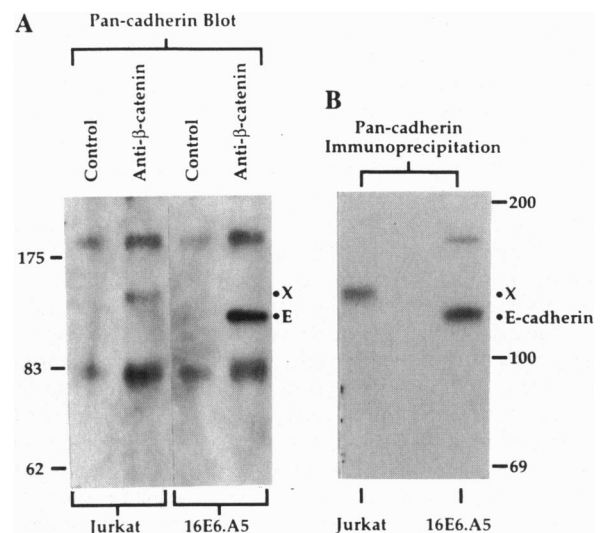 A
Pan-cadherin Blot
Control
Anti-β-catenin
Control
Anti-β-catenin
175
83
62
•X
•E
Jurkat
16E6.A5
B
Pan-cadherin
Immunoprecipitation
200
•X
•E-cadherin
100
69
Jurkat
16E6.A5